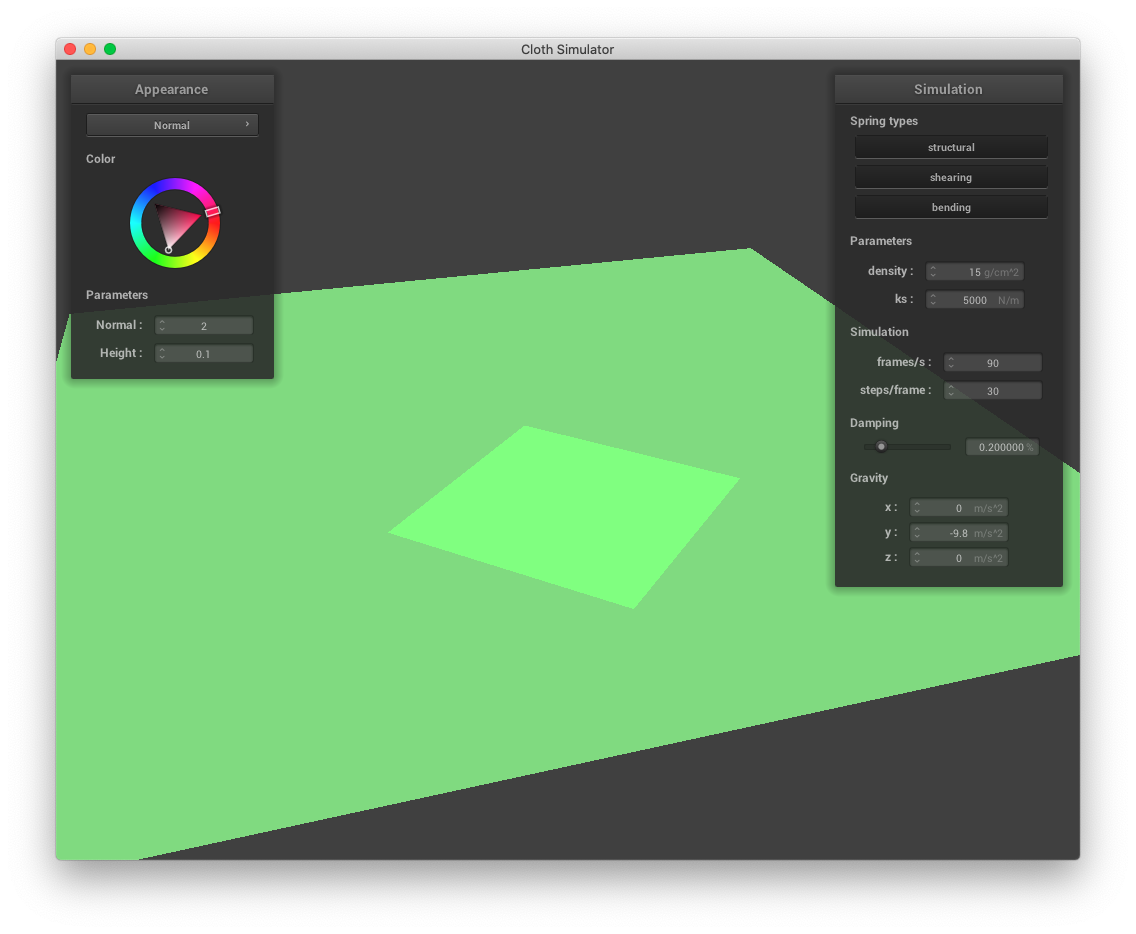 Cloth Simulator
Appearance
Normal
Color
Parameters
Normal : 2
Height : 0.1
Simulation
Spring types
structural
shearing
bending
Parameters
density : 15 g/cm^2
ks : 5000 N/m
Simulation
frames/s : 90
steps/frame : 30
Damping
0.200000 %
Gravity
x : 0 m/s^2
y : -9.8 m/s^2
z : 0 m/s^2